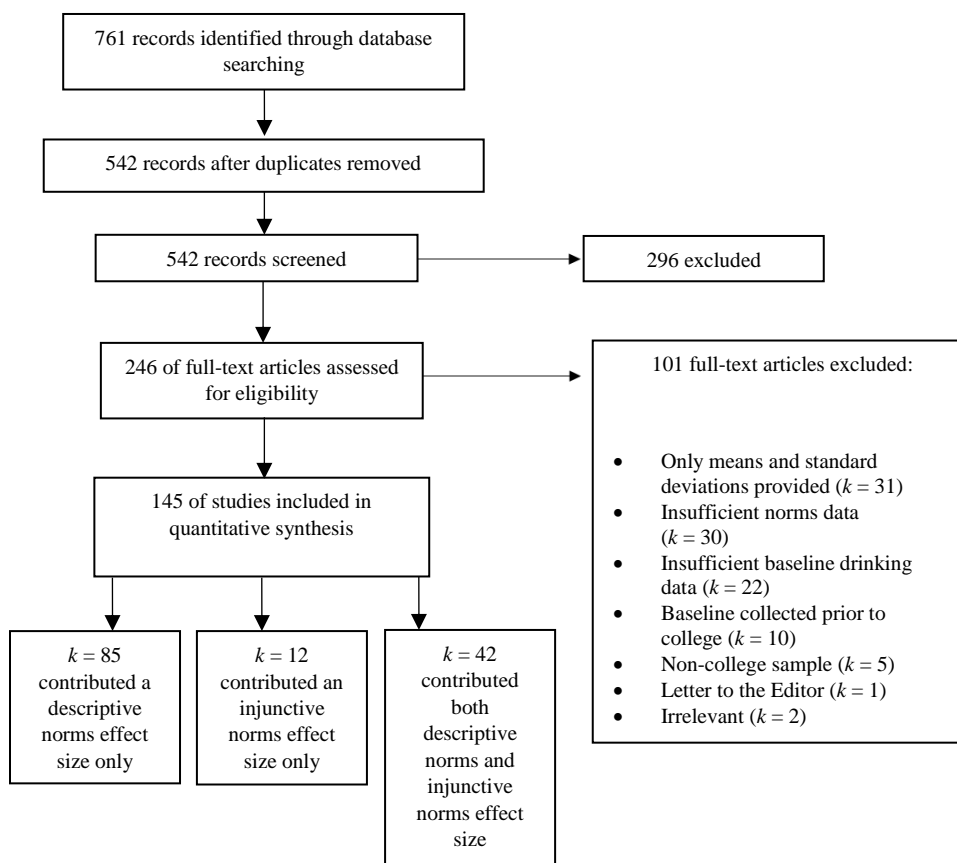 761 records identified through database
searching
542 records after duplicates removed
542 records screened
296 excluded
246 of full-text articles assessed
for eligibility
101 full-text articles excluded:
• Only means and standard
deviations provided (k = 31)
• Insufficient norms data
(k = 30)
• Insufficient baseline drinking
data (k = 22)
• Baseline collected prior to
college (k = 10)
• Non-college sample (k = 5)
• Letter to the Editor (k = 1)
• Irrelevant (k = 2)
145 of studies included in
quantitative synthesis
k = 85
contributed a
descriptive
norms effect
size only
k = 12
contributed an
injunctive
norms effect
size only
k = 42
contributed
both
descriptive
norms and
injunctive
norms effect
size